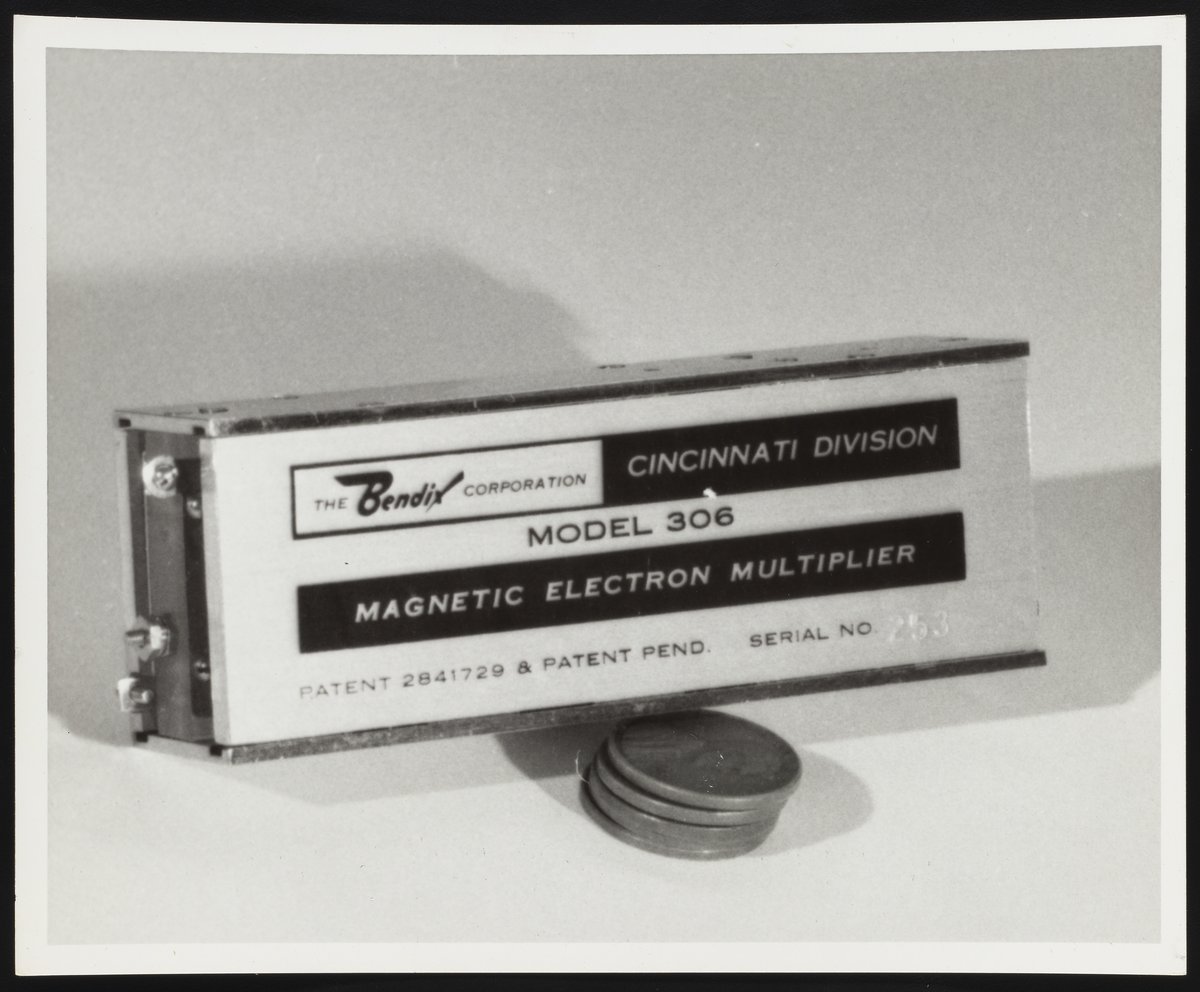 THE Bendix CORPORATION CINCINNATI DIVISION
MODEL 306
MAGNETIC ELECTRON MULTIPLIER
PATENT 2841729 & PATENT PEND. SERIAL NO. 253